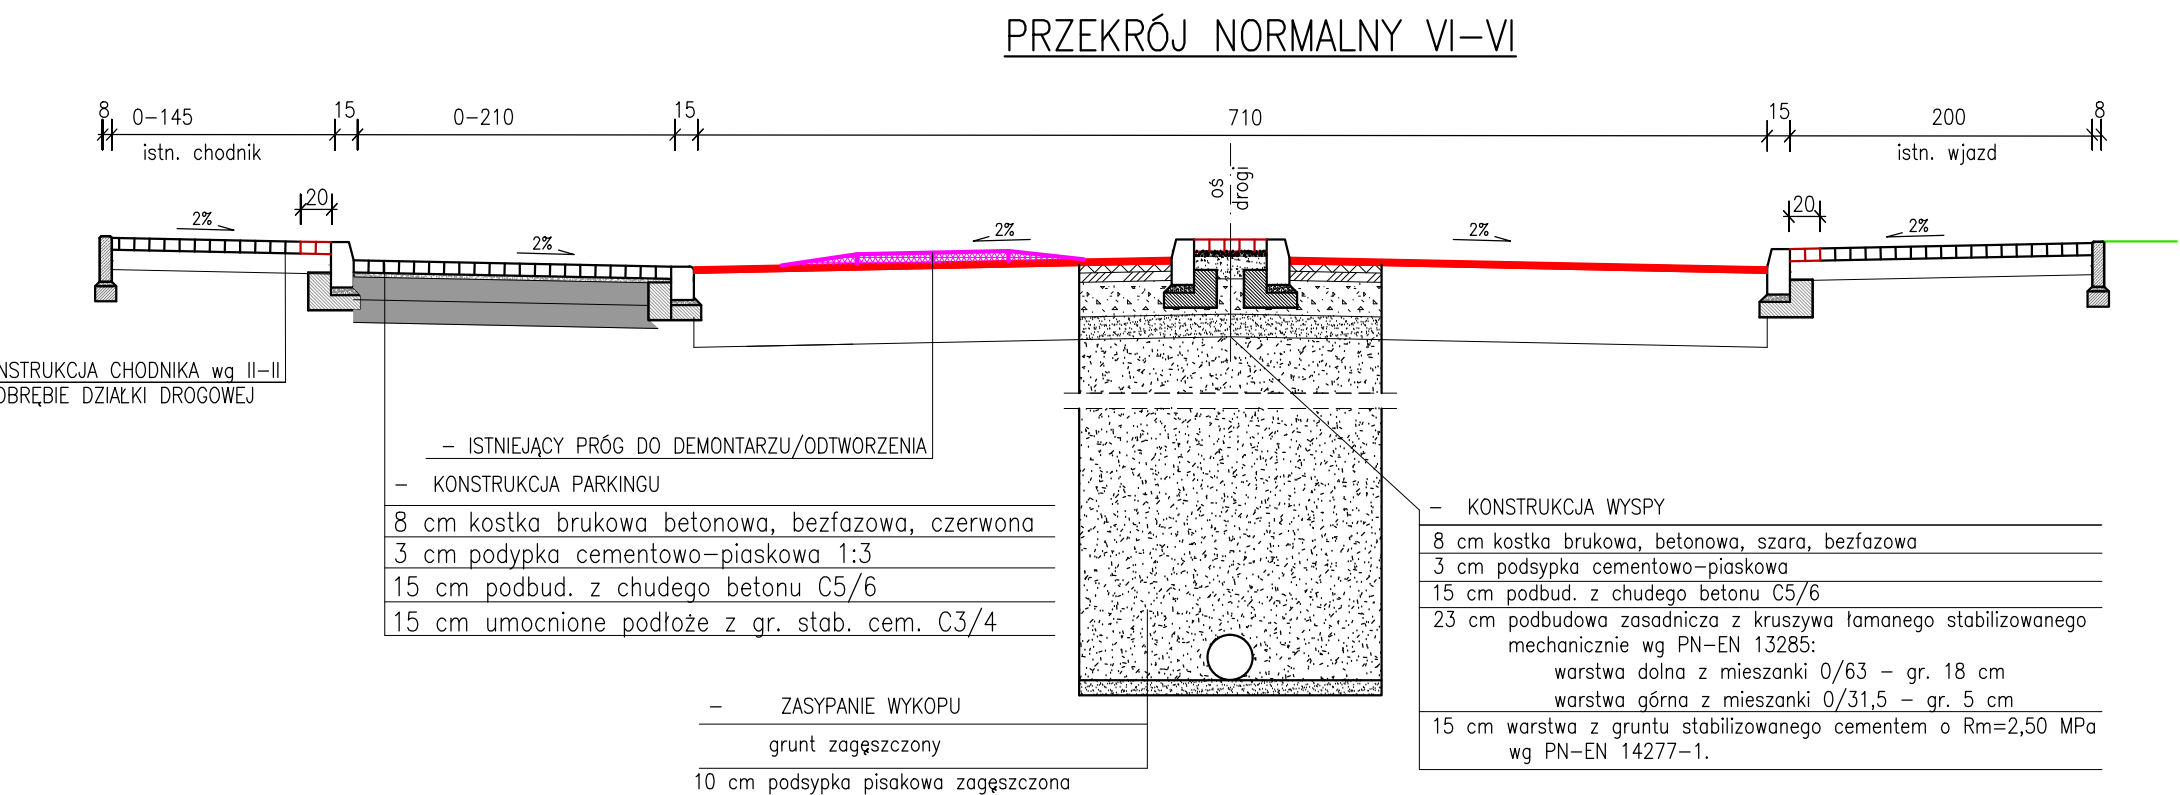 PRZEKRÓJ NORMALNY VI-VI
8 0-145 15 0-210 15 710 15 200 8
istn. chodnik istn. wjazd
oś
drogi
20 20
2% 2% 2% 2% 2%
NSTRUKCJA CHODNIKA wg II-II
OBRĘBIE DZIAŁKI DROGOWEJ
- ISTNIEJĄCY PRÓG DO DEMONTARZU/ODTWORZENIA
- KONSTRUKCJA PARKINGU
8 cm kostka brukowa betonowa, bezfazowa, czerwona
3 cm podypka cementowo-piaskowa 1:3
15 cm podbud. z chudego betonu C5/6
15 cm umocnione podłoże z gr. stab. cem. C3/4
- KONSTRUKCJA WYSPY
8 cm kostka brukowa, betonowa, szara, bezfazowa
3 cm podsypka cementowo-piaskowa
15 cm podbud. z chudego betonu C5/6
23 cm podbudowa zasadnicza z kruszywa łamanego stabilizowanego
mechanicznie wg PN-EN 13285:
warstwa dolna z mieszanki 0/63 - gr. 18 cm
warstwa górna z mieszanki 0/31,5 - gr. 5 cm
15 cm warstwa z gruntu stabilizowanego cementem o Rm=2,50 MPa
wg PN-EN 14277-1.
- ZASYPANIE WYKOPU
grunt zagęszczony
10 cm podsypka pisakowa zagęszczona